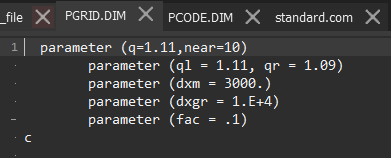 _file PGRID.DIM PCODE.DIM standard.com
1 parameter (q=1.11,near=10)
parameter (ql = 1.11, qr = 1.09)
parameter (dxm = 3000.)
parameter (dxgr = 1.E+4)
parameter (fac = .1)
c